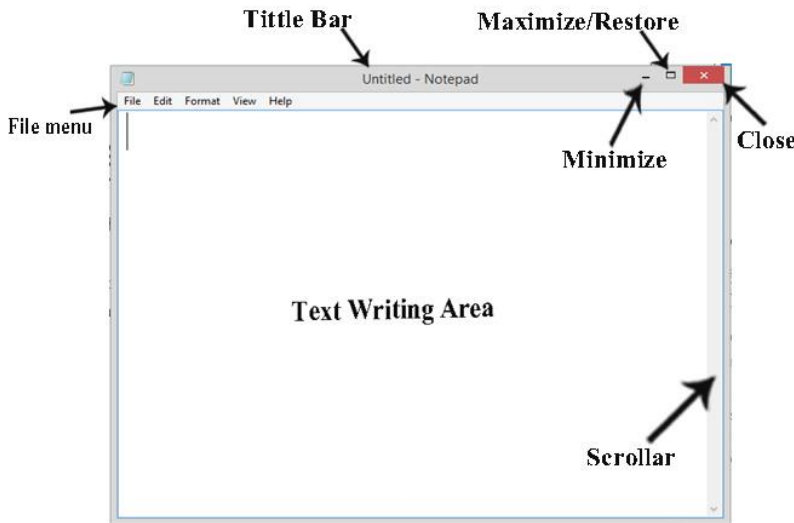 Tittle Bar
Maximize/Restore
Untitled - Notepad
File Edit Format View Help
File menu
Close
Minimize
Text Writing Area
Scrollar